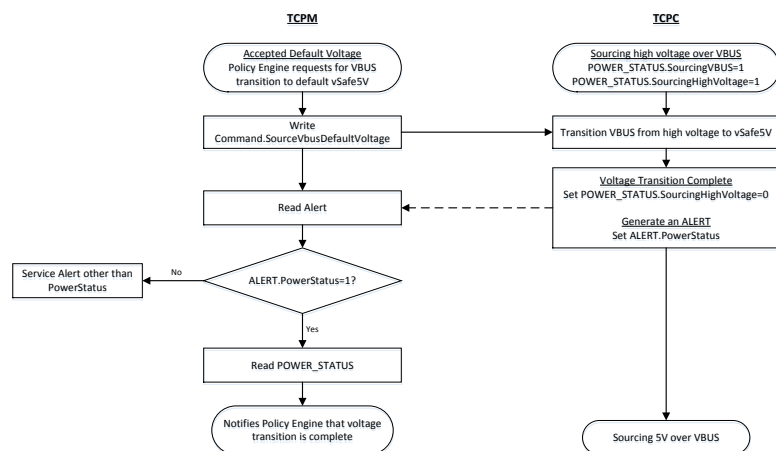 TCPM
TCPC
Accepted Default Voltage
Policy Engine requests for VBUS
transition to default vSafe5V
Sourcing high voltage over VBUS
POWER_STATUS.SourcingVBUS=1
POWER_STATUS.SourcingHighVoltage=1
Write
Command.SourceVbusDefaultVoltage
Transition VBUS from high voltage to vSafe5V
Voltage Transition Complete
Set POWER_STATUS.SourcingHighVoltage=0
Generate an ALERT
Set ALERT.PowerStatus
Read Alert
ALERT.PowerStatus=1?
No
Service Alert other than
PowerStatus
Yes
Read POWER_STATUS
Notifies Policy Engine that voltage
transition is complete
Sourcing 5V over VBUS